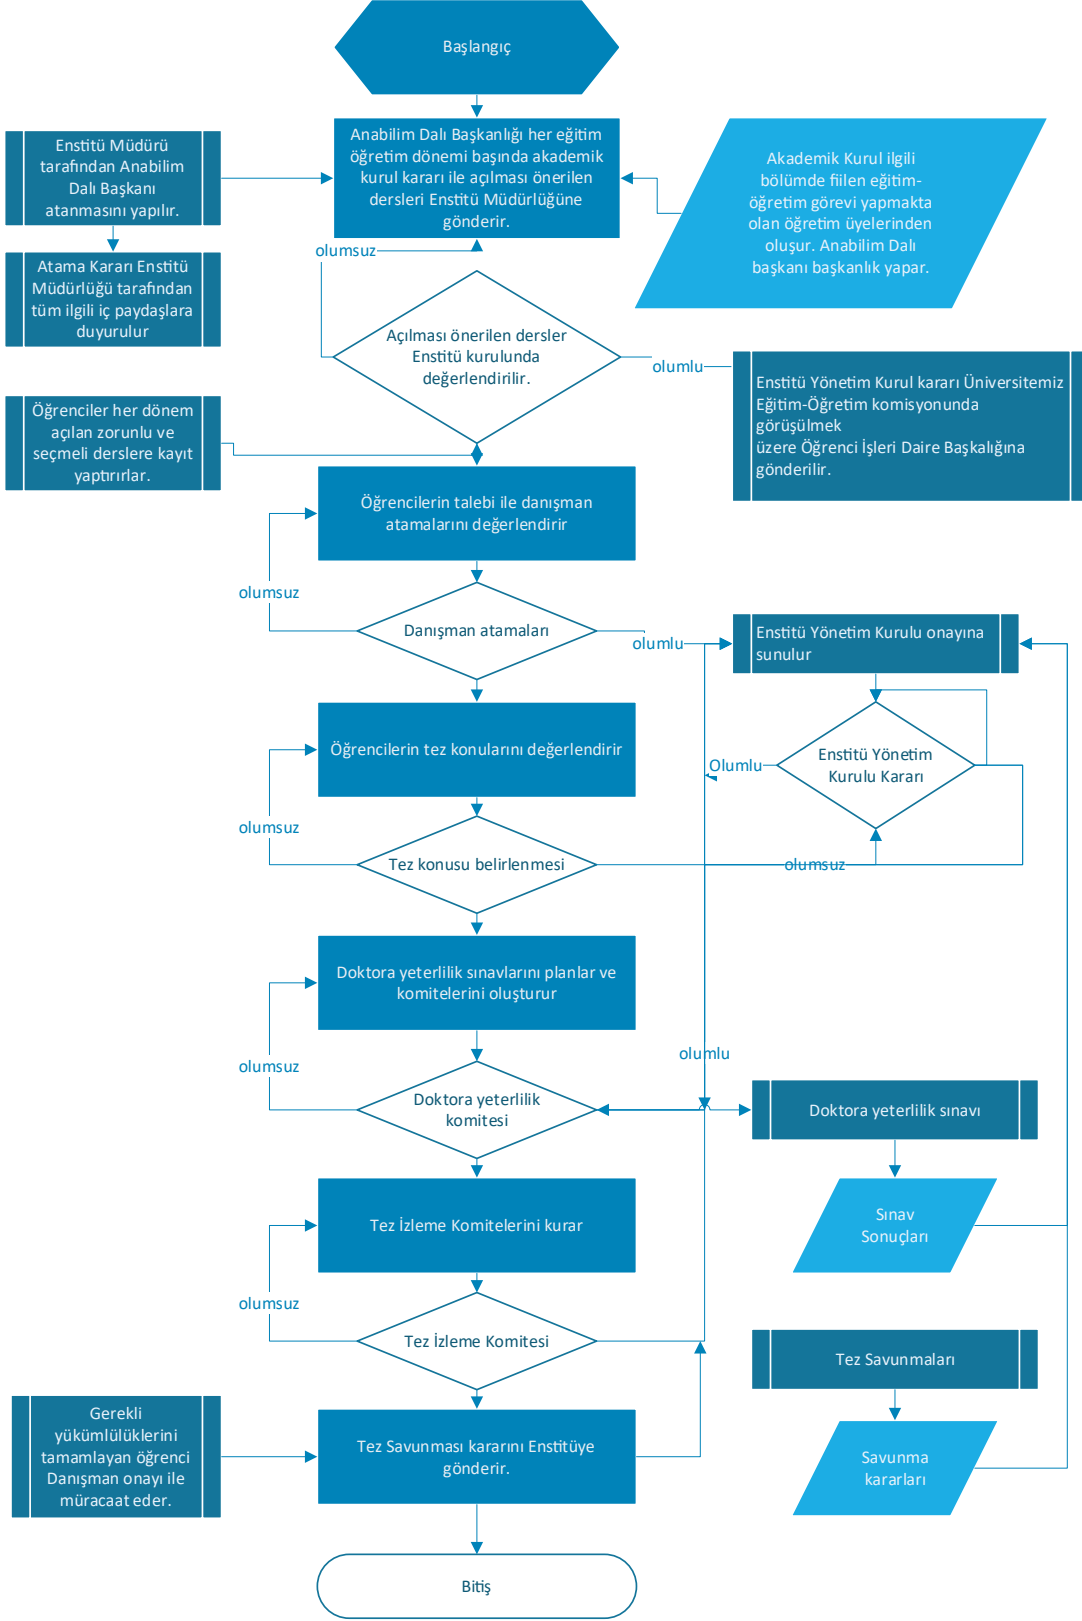 Başlangıç
Enstitü Müdürü
tarafından Anabilim
Dalı Başkanı
atanmasını yapılır.
Anabilim Dalı Başkanlığı her eğitim
öğretim dönemi başında akademik
kurul kararı ile açılması önerilen
dersleri Enstitü Müdürlüğüne
gönderir.
Akademik Kurul ilgili
bölümde fiilen eğitim-
öğretim görevi yapmakta
olan öğretim üyelerinden
oluşur. Anabilim Dalı
başkanı başkanlık yapar.
olumsuz
Atama Kararı Enstitü
Müdürlüğü tarafından
tüm ilgili iç paydaşlara
duyurulur
Açılması önerilen dersler
Enstitü kurulunda
değerlendirilir.
olumlu
Enstitü Yönetim Kurul kararı Üniversitemiz
Eğitim-Öğretim komisyonunda
görüşülmek
üzere Öğrenci İşleri Daire Başkalığına
gönderilir.
Öğrenciler her dönem
açılan zorunlu ve
seçmeli derslere kayıt
yaptırırlar.
Öğrencilerin talebi ile danışman
atamalarını değerlendirir
olumsuz
Danışman atamaları
olumlu
Enstitü Yönetim Kurulu onayına
sunulur
Öğrencilerin tez konularını değerlendirir
Olumlu
Enstitü Yönetim
Kurulu Kararı
olumsuz
Tez konusu belirlenmesi
olumsuz
Doktora yeterlilik sınavlarını planlar ve
komitelerini oluşturur
olumsuz
olumlu
Doktora yeterlilik
komitesi
Doktora yeterlilik sınavı
Tez İzleme Komitelerini kurar
Sınav
Sonuçları
olumsuz
Tez İzleme Komitesi
Tez Savunmaları
Gerekli
yükümlülüklerini
tamamlayan öğrenci
Danışman onayı ile
müracaat eder.
Tez Savunması kararını Enstitüye
gönderir.
Savunma
kararları
Bitiş